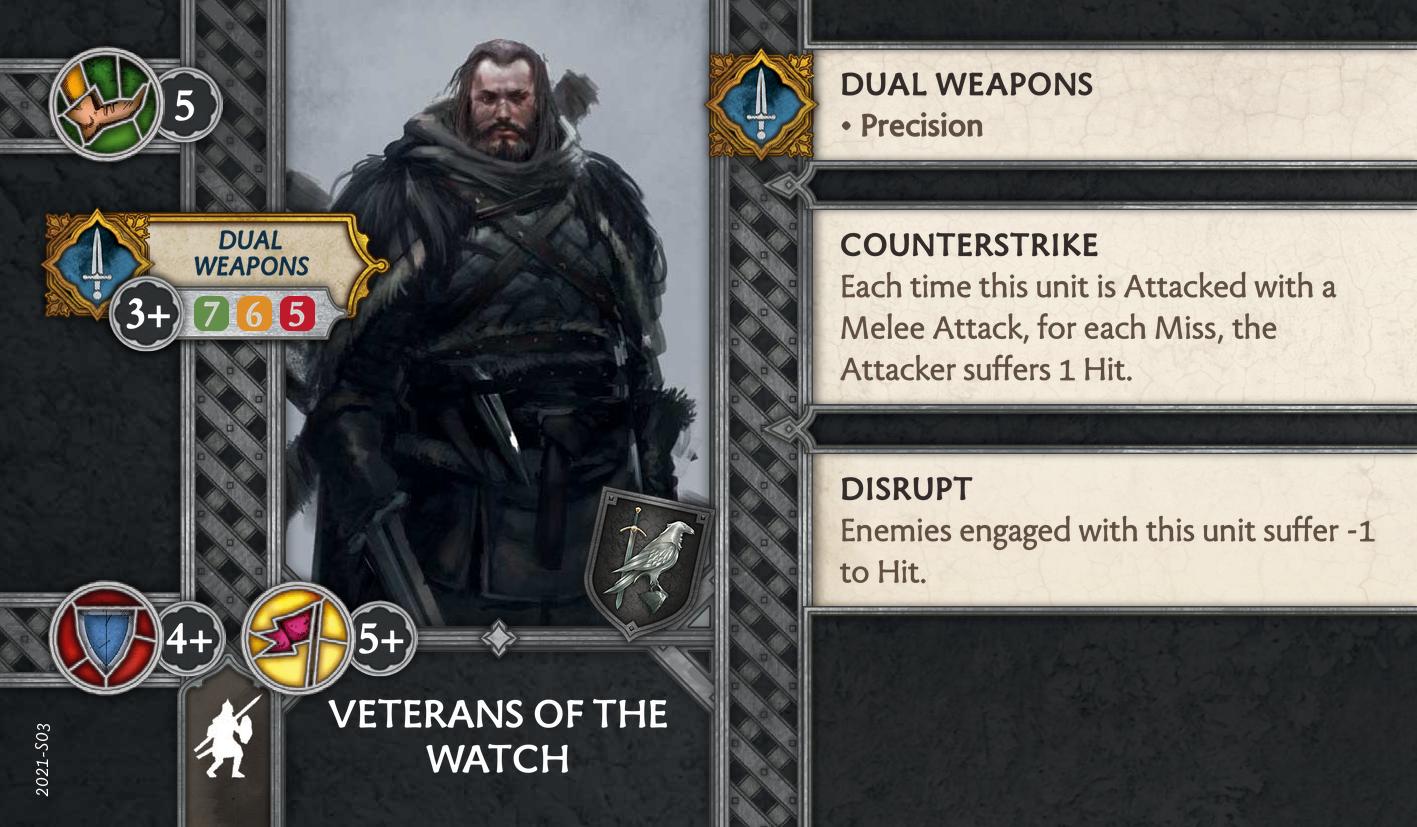 5
DUAL
WEAPONS
3+ 7 6 5
4+ 5+
VETERANS OF THE
WATCH
2021-S03
DUAL WEAPONS
• Precision
COUNTERSTRIKE
Each time this unit is Attacked with a
Melee Attack, for each Miss, the
Attacker suffers 1 Hit.
DISRUPT
Enemies engaged with this unit suffer -1
to Hit.